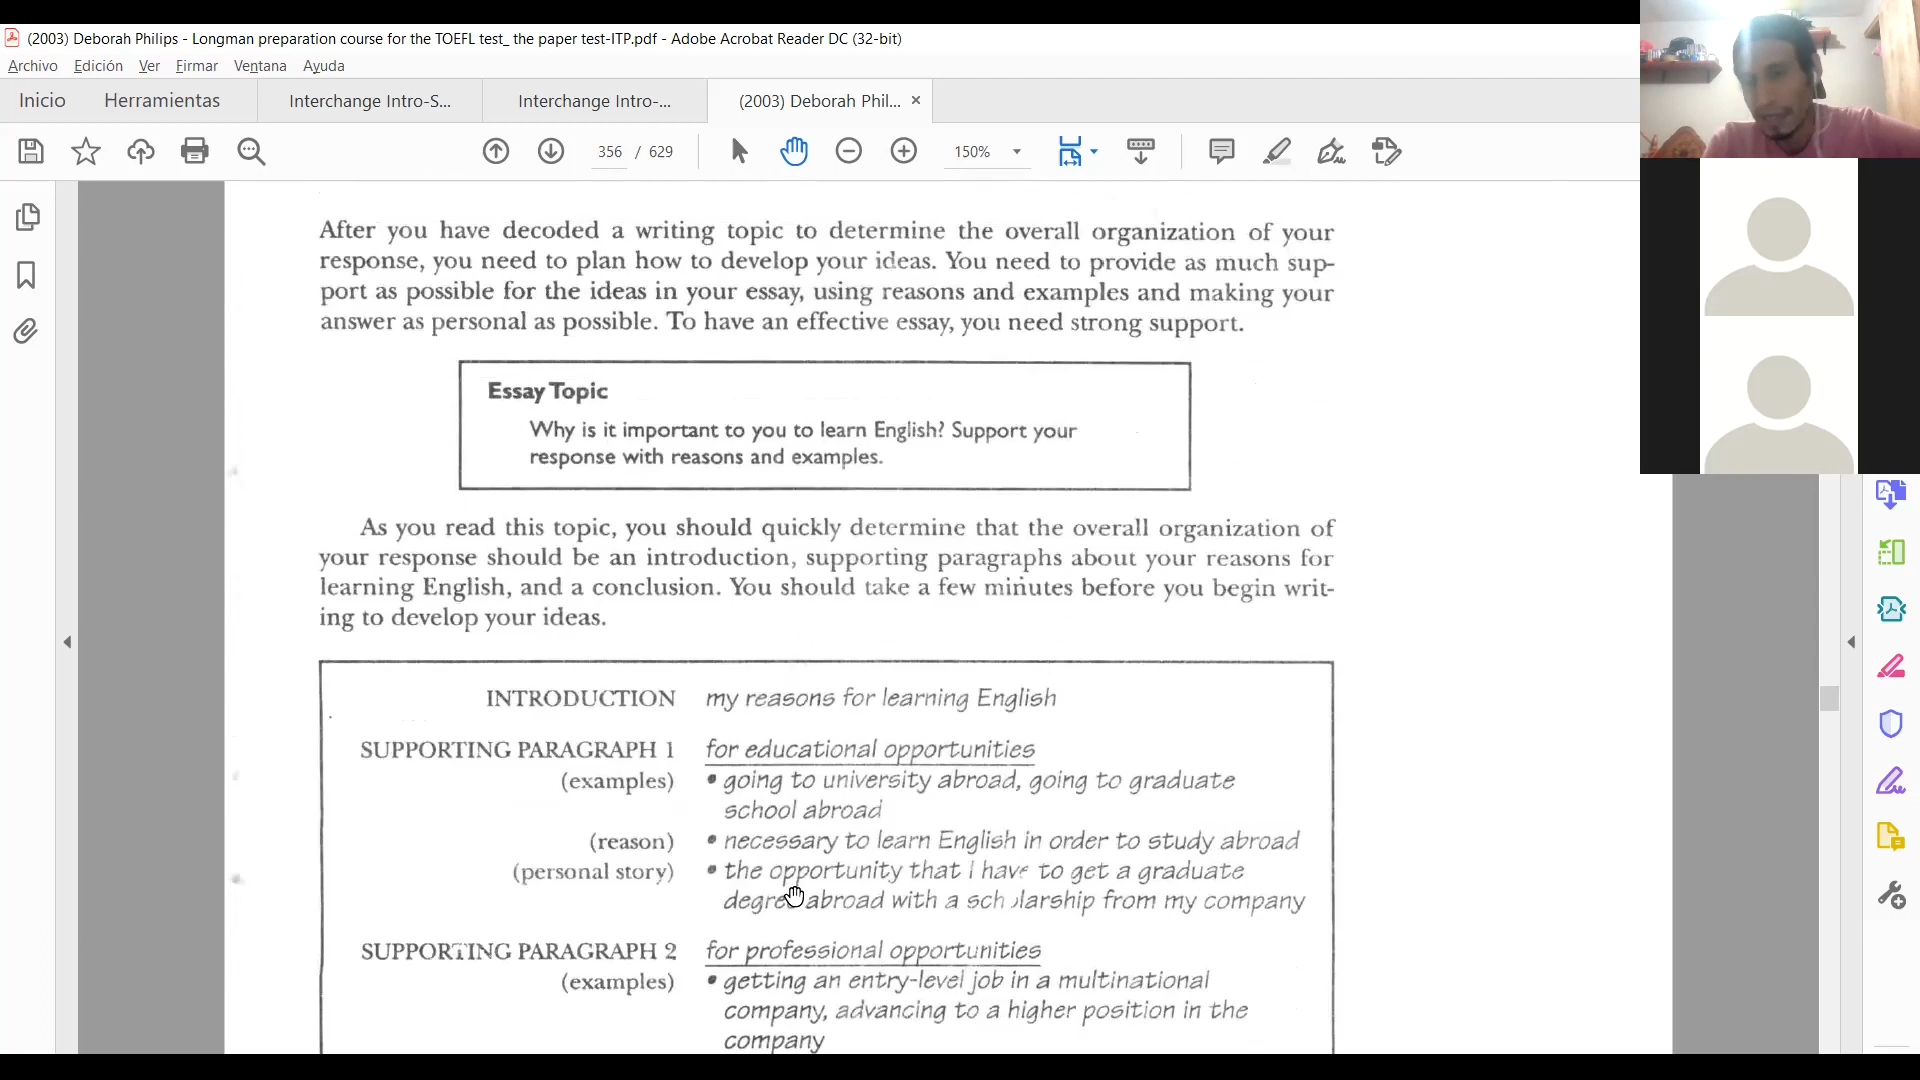 (2003) Deborah Philips - Longman preparation course for the TOEFL test_ the paper test-ITP.pdf - Adobe Acrobat Reader DC (32-bit)
Archivo Edición Ver Firmar Ventana Ayuda
Inicio Herramientas Interchange Intro-S... Interchange Intro-... (2003) Deborah Phil... ×
356 / 629 150%
After you have decoded a writing topic to determine the overall organization of your
response, you need to plan how to develop your ideas. You need to provide as much sup-
port as possible for the ideas in your essay, using reasons and examples and making your
answer as personal as possible. To have an effective essay, you need strong support.
Essay Topic
Why is it important to you to learn English? Support your
response with reasons and examples.
As you read this topic, you should quickly determine that the overall organization of
your response should be an introduction, supporting paragraphs about your reasons for
learning English, and a conclusion. You should take a few minutes before you begin writ-
ing to develop your ideas.
INTRODUCTION my reasons for learning English
SUPPORTING PARAGRAPH 1 for educational opportunities
(examples) • going to university abroad, going to graduate
school abroad
(reason) • necessary to learn English in order to study abroad
(personal story) • the opportunity that I have to get a graduate
degree abroad with a scholarship from my company
SUPPORTING PARAGRAPH 2 for professional opportunities
(examples) • getting an entry-level job in a multinational
company, advancing to a higher position in the
company